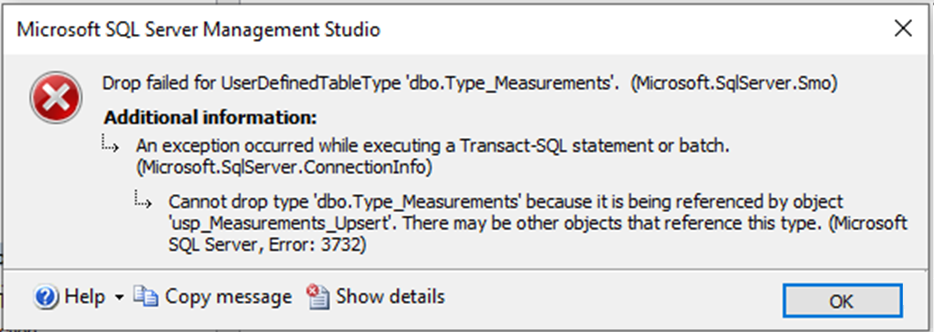 Microsoft SQL Server Management Studio
Drop failed for UserDefinedTableType 'dbo.Type_Measurements'.  (Microsoft.SqlServer.Smo)
Additional information:
An exception occurred while executing a Transact-SQL statement or batch.
(Microsoft.SqlServer.ConnectionInfo)
Cannot drop type 'dbo.Type_Measurements' because it is being referenced by object
'usp_Measurements_Upsert'. There may be other objects that reference this type. (Microsoft
SQL Server, Error: 3732)
Help Copy message Show details OK